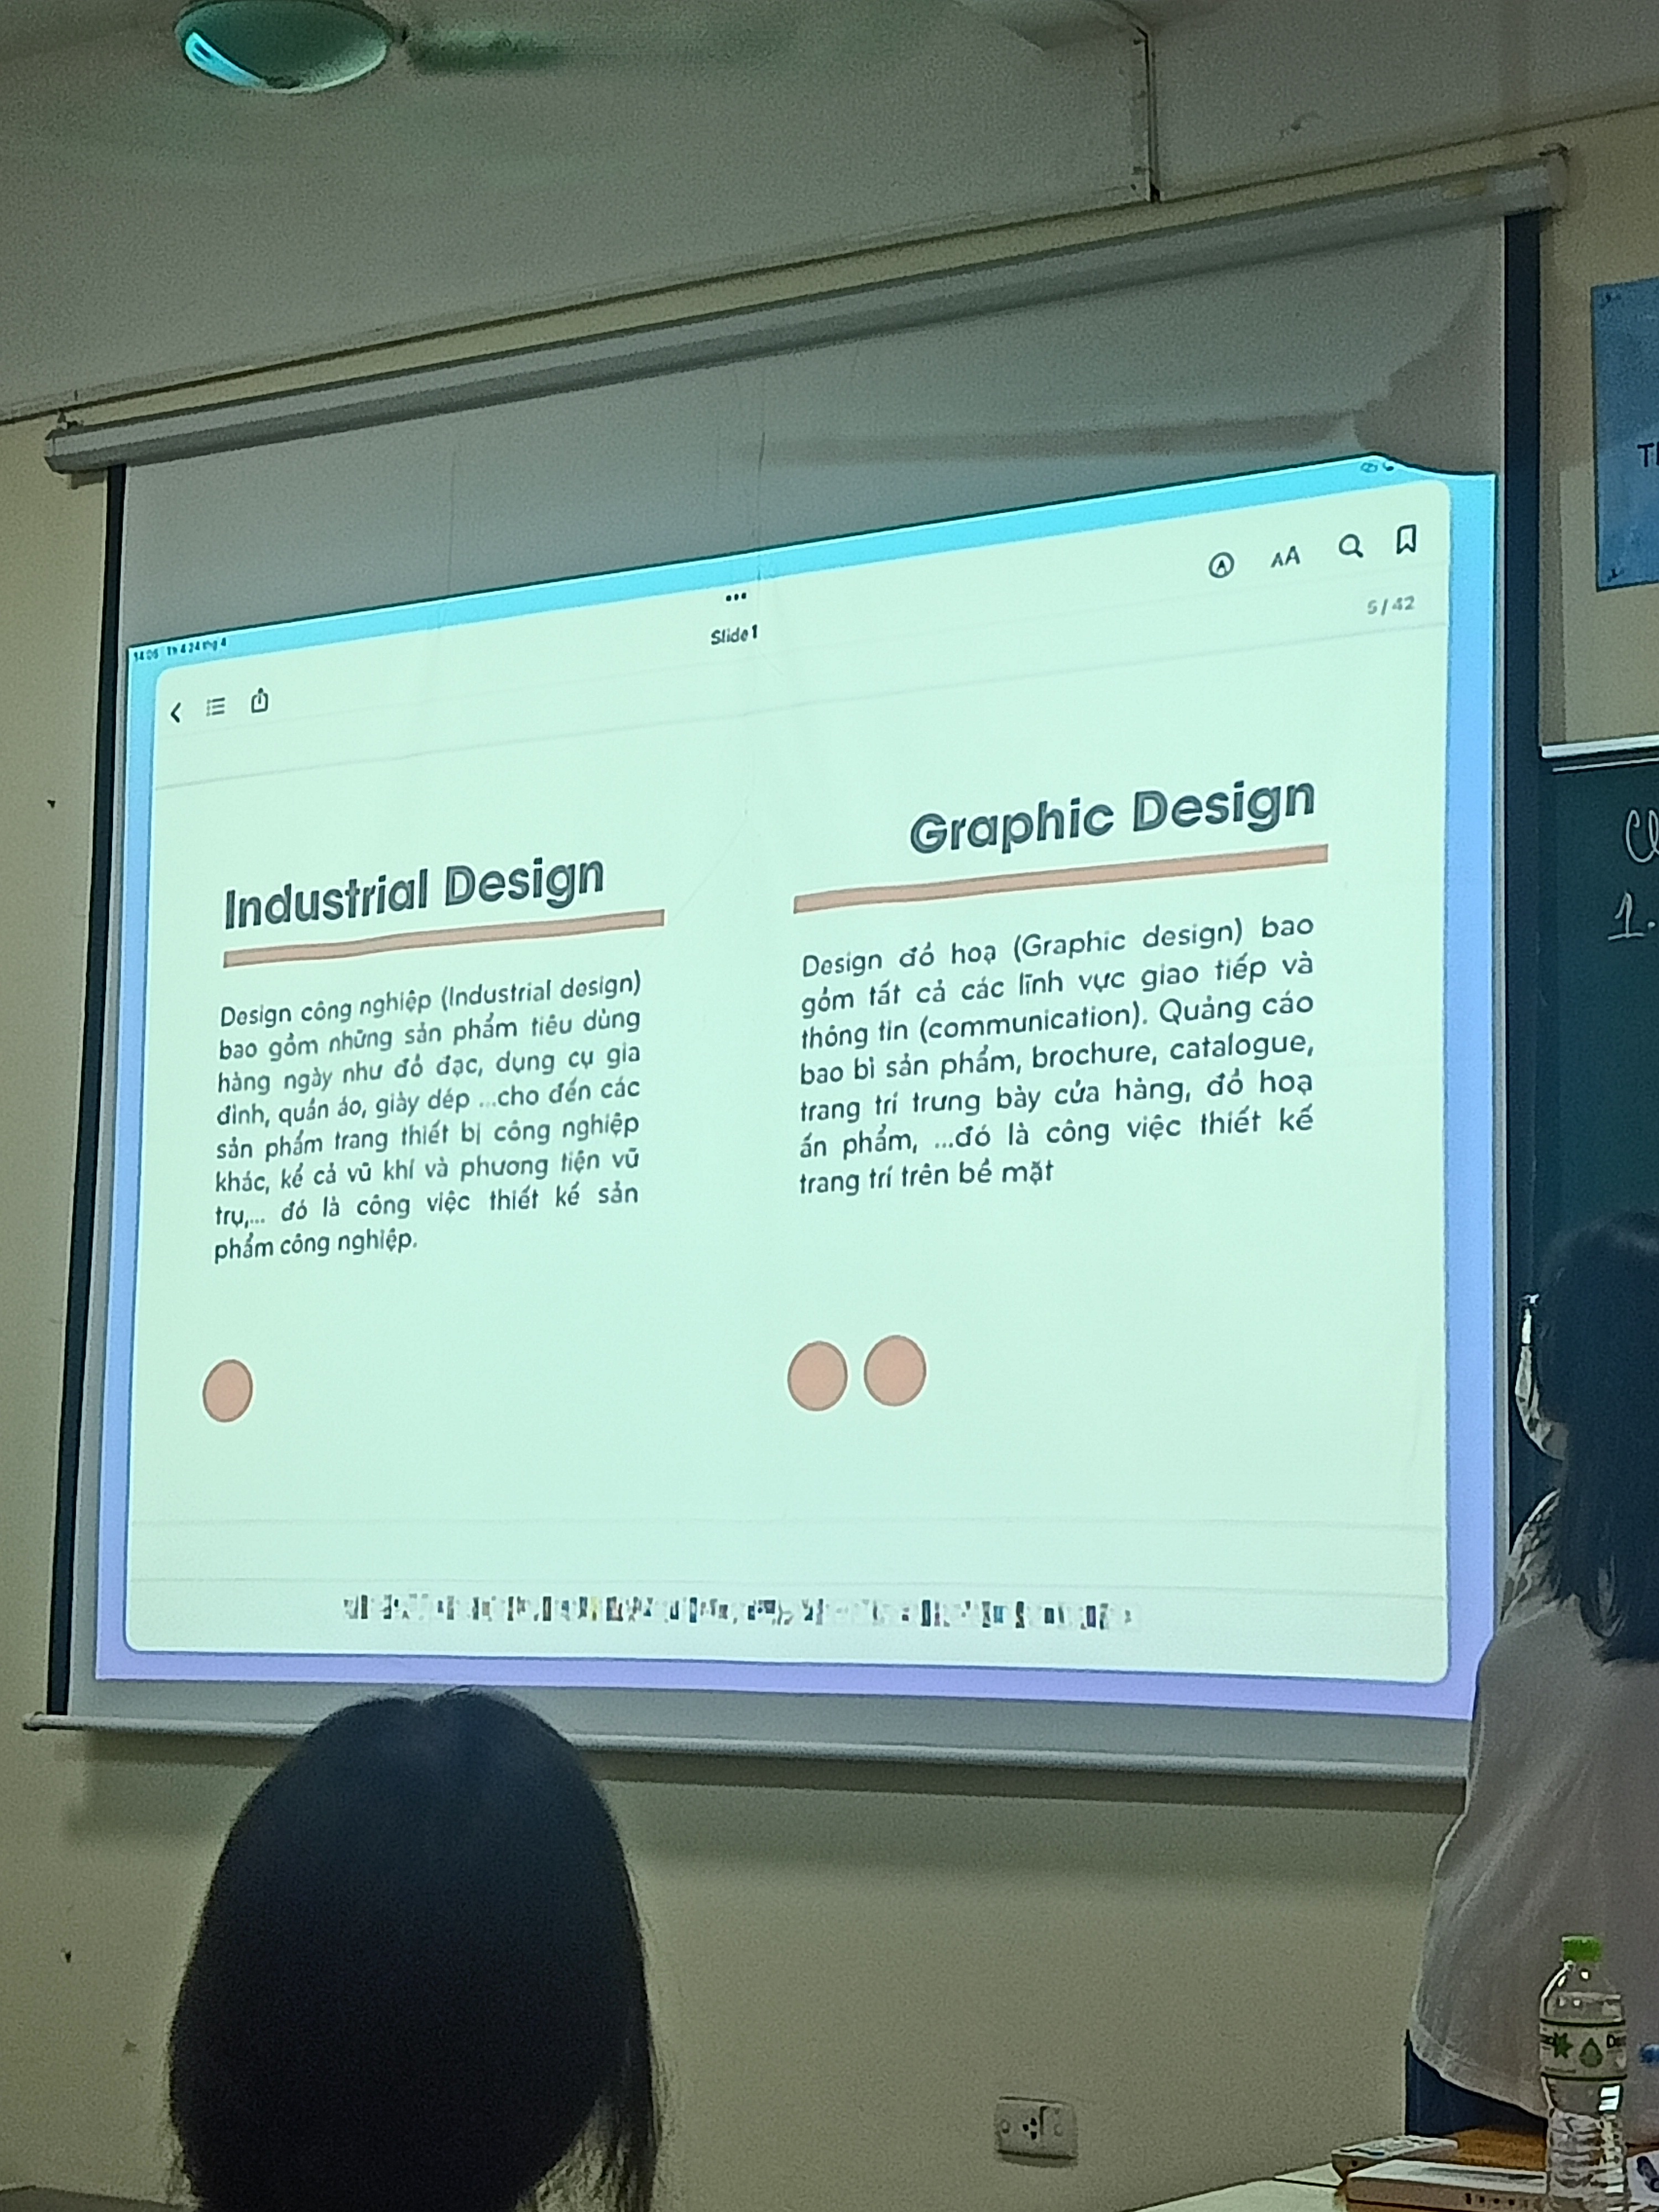 14:05 Th 4 24 thg 4
...
Slide 1
AA
5 / 42
Industrial Design
Design công nghiệp (Industrial design)
bao gồm những sản phẩm tiêu dùng
hàng ngày như đồ đạc, dụng cụ gia
đình, quần áo, giày dép ...cho đến các
sản phẩm trang thiết bị công nghiệp
khác, kể cả vũ khí và phương tiện vũ
trụ,... đó là công việc thiết kế sản
phẩm công nghiệp.
Graphic Design
Design đồ hoạ (Graphic design) bao
gồm tất cả các lĩnh vực giao tiếp và
thông tin (communication). Quảng cáo
bao bì sản phẩm, brochure, catalogue,
trang trí trưng bày cửa hàng, đồ hoạ
ấn phẩm, ...đó là công việc thiết kế
trang trí trên bề mặt
1.